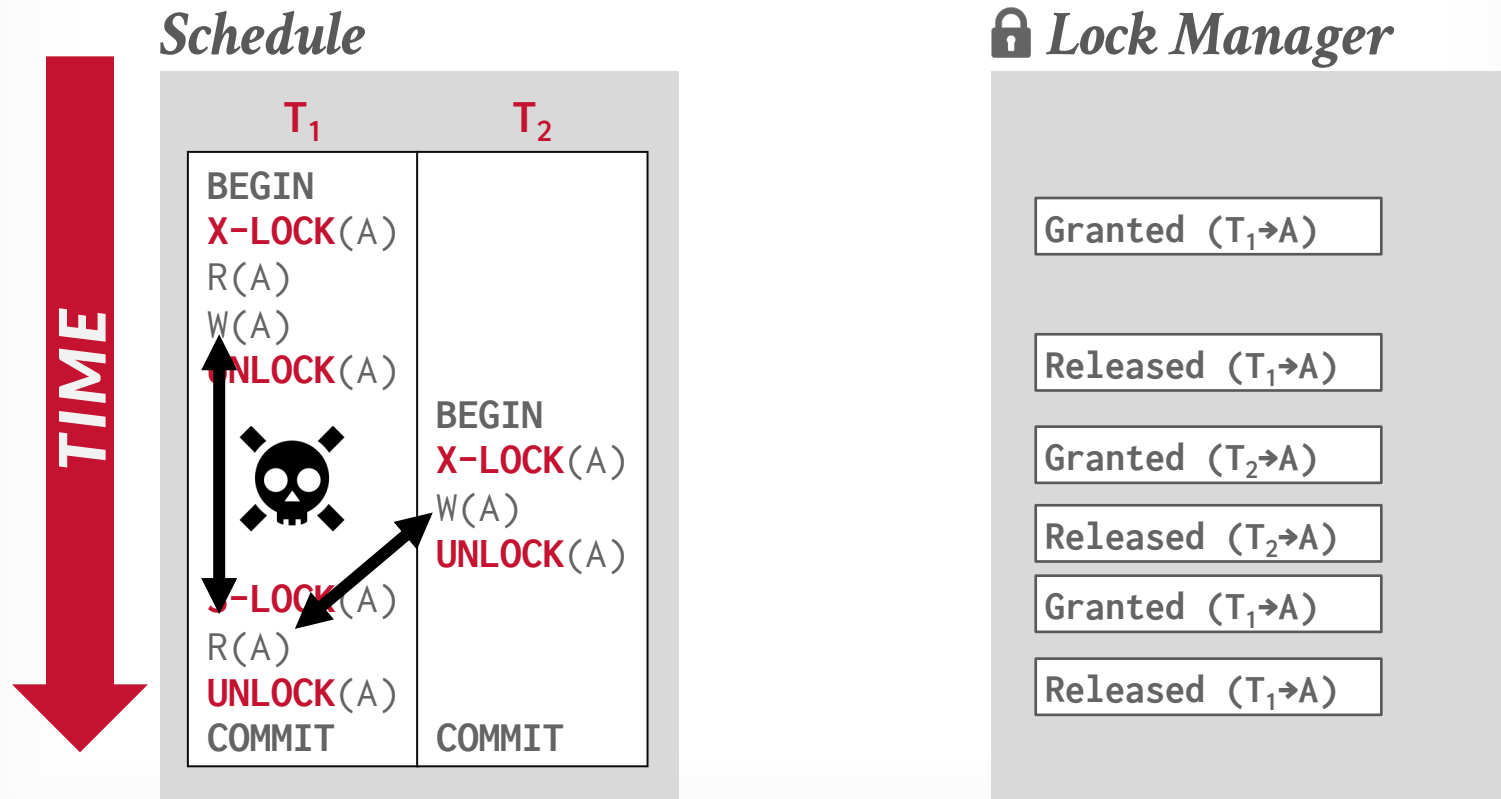 Schedule
Lock Manager
TIME
T₁ T₂
BEGIN
X-LOCK(A)
R(A)
W(A)
UNLOCK(A)
BEGIN
X-LOCK(A)
W(A)
UNLOCK(A)
S-LOCK(A)
R(A)
UNLOCK(A)
COMMIT COMMIT
Granted (T₁→A)
Released (T₁→A)
Granted (T₂→A)
Released (T₂→A)
Granted (T₁→A)
Released (T₁→A)